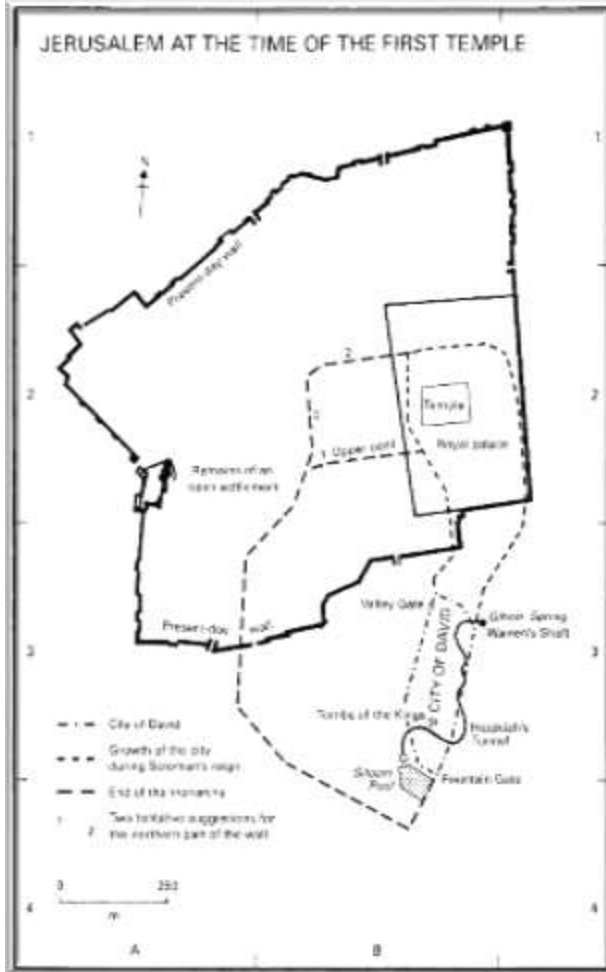 JERUSALEM AT THE TIME OF THE FIRST TEMPLE
1
1
N
Present-day wall
2
2
2
Temple
1
Upper
Royal palace
Remains of an
open settlement
Valley Gate
Gihon Spring
Warren's Shaft
Present-day
wall
3
3
CITY OF DAVID
Tombs of the Kings
Hezekiah's
Tunnel
Siloam
Pool
Fountain Gate
City of David
Growth of the city
during Solomon's reign
End of the monarchy
1
2
Two tentative suggestions for
the northern part of the wall
0
250
m
4
4
A
B